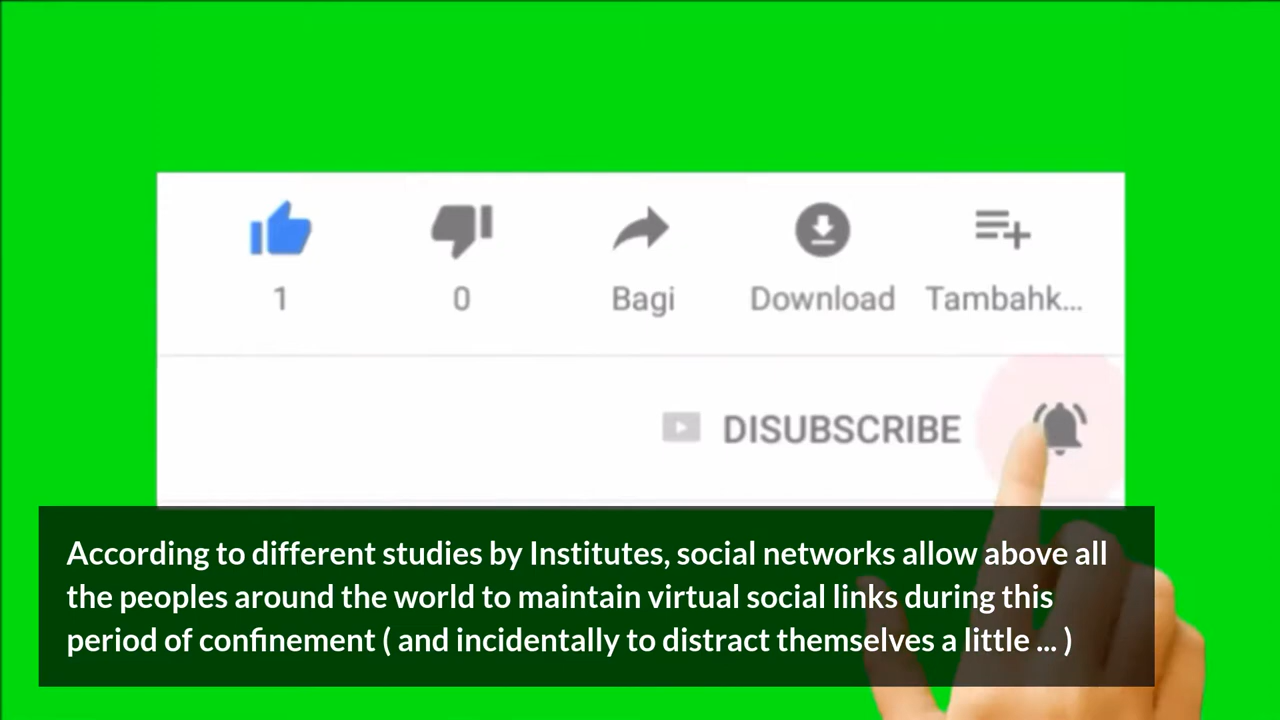 1 0 Bagi Download Tambahk...
DISUBSCRIBE
According to different studies by Institutes, social networks allow above all
the peoples around the world to maintain virtual social links during this
period of confinement ( and incidentally to distract themselves a little ... )